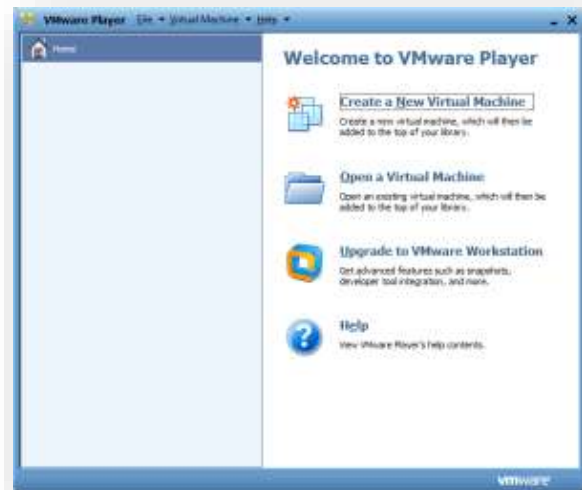 VMware Player File Virtual Machine Help
Home
Welcome to VMware Player
Create a New Virtual Machine
Create a new virtual machine, which will then be
added to the top of your library.
Open a Virtual Machine
Open an existing virtual machine, which will then be
added to the top of your library.
Upgrade to VMware Workstation
Get advanced features such as snapshots,
developer tool integration, and more.
Help
View VMware Player's help contents.
vmware